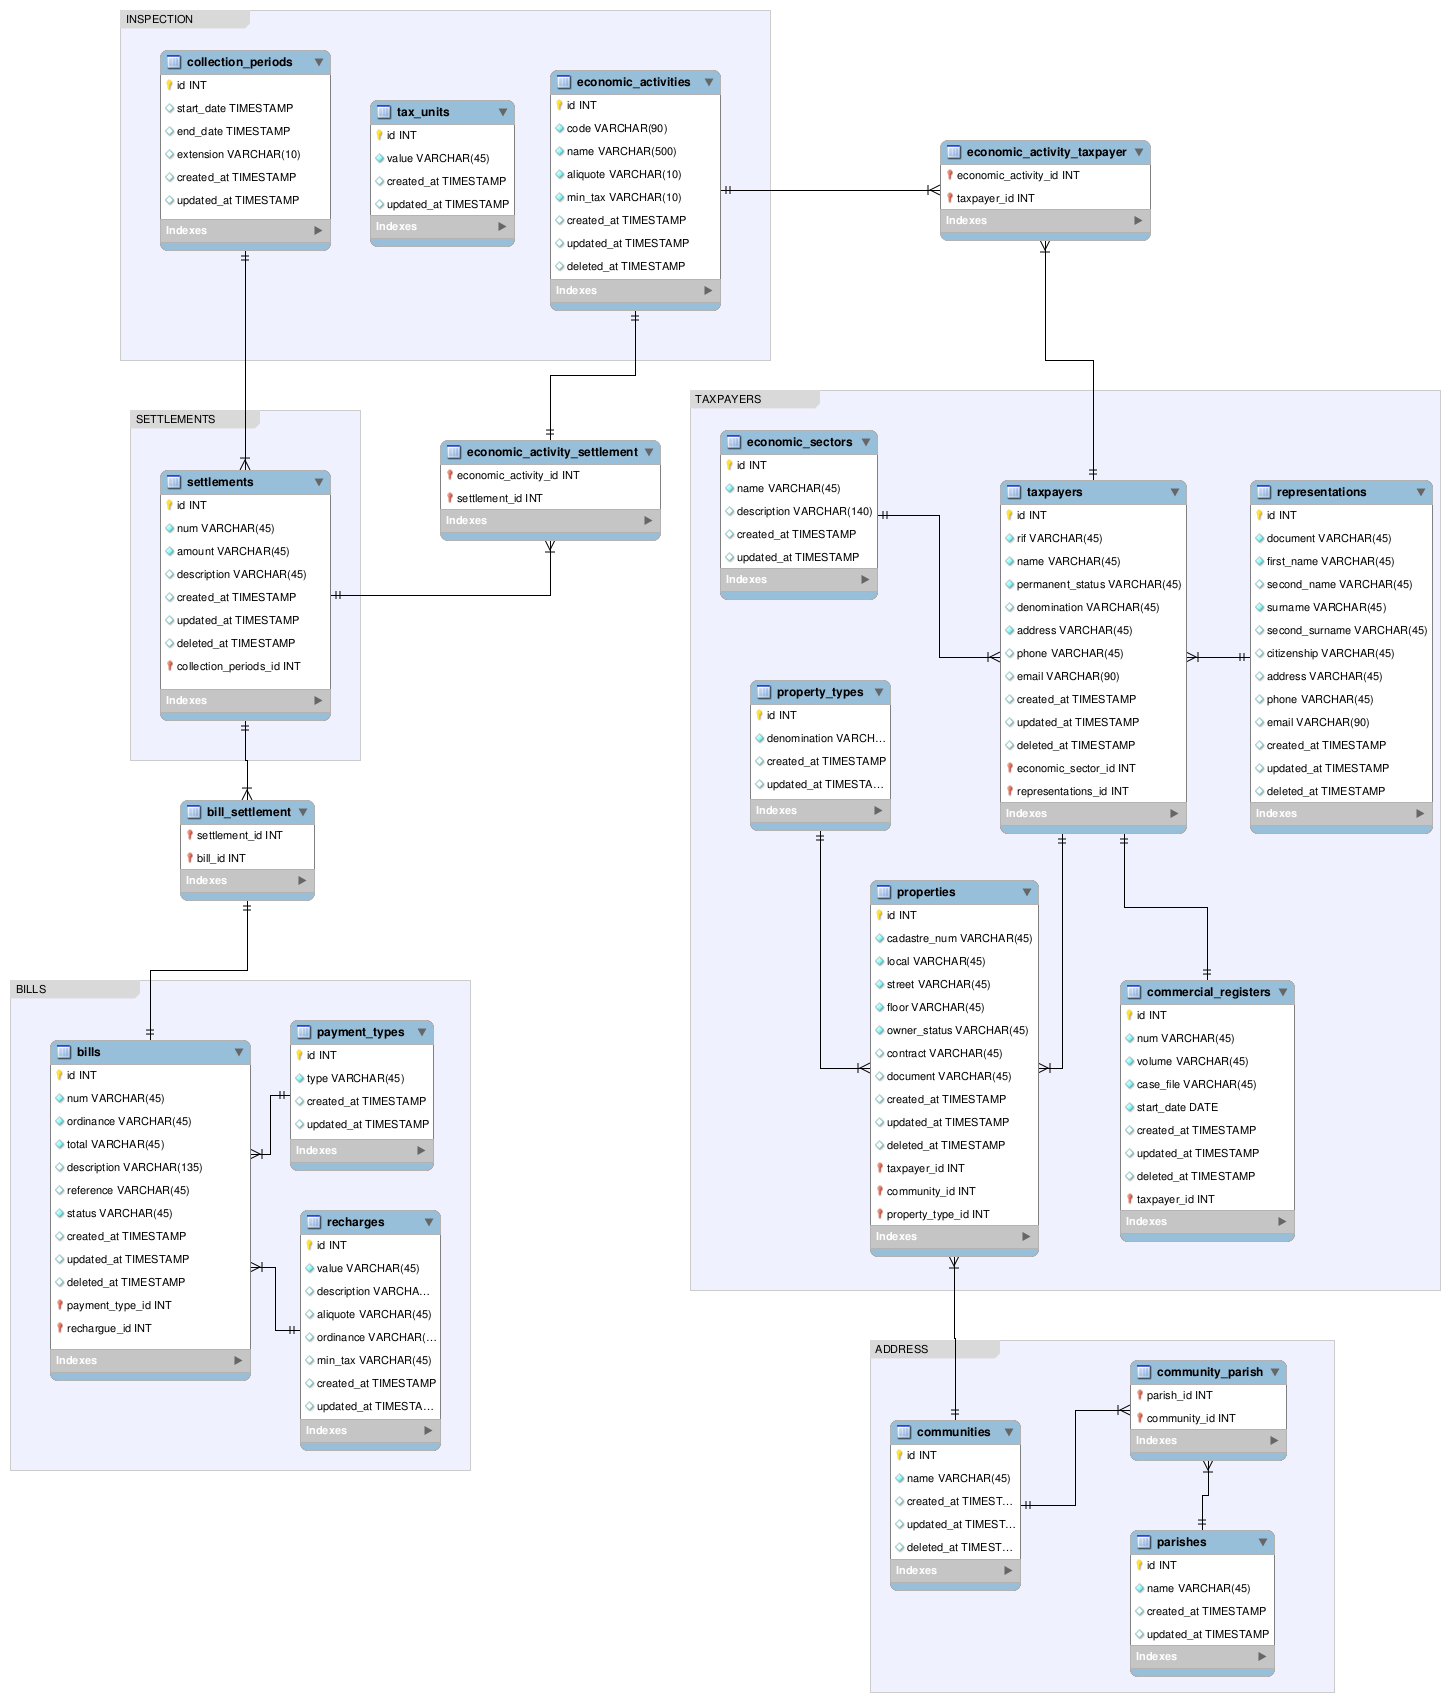 INSPECTION
collection_periods
id INT
start_date TIMESTAMP
end_date TIMESTAMP
extension VARCHAR(10)
created_at TIMESTAMP
updated_at TIMESTAMP
Indexes
tax_units
id INT
value VARCHAR(45)
created_at TIMESTAMP
updated_at TIMESTAMP
Indexes
economic_activities
id INT
code VARCHAR(90)
name VARCHAR(500)
aliquote VARCHAR(10)
min_tax VARCHAR(10)
created_at TIMESTAMP
updated_at TIMESTAMP
deleted_at TIMESTAMP
Indexes
economic_activity_taxpayer
economic_activity_id INT
taxpayer_id INT
Indexes
SETTLEMENTS
settlements
id INT
num VARCHAR(45)
amount VARCHAR(45)
description VARCHAR(45)
created_at TIMESTAMP
updated_at TIMESTAMP
deleted_at TIMESTAMP
collection_periods_id INT
Indexes
economic_activity_settlement
economic_activity_id INT
settlement_id INT
Indexes
TAXPAYERS
economic_sectors
id INT
name VARCHAR(45)
description VARCHAR(140)
created_at TIMESTAMP
updated_at TIMESTAMP
Indexes
taxpayers
id INT
rif VARCHAR(45)
name VARCHAR(45)
permanent_status VARCHAR(45)
denomination VARCHAR(45)
address VARCHAR(45)
phone VARCHAR(45)
email VARCHAR(90)
created_at TIMESTAMP
updated_at TIMESTAMP
deleted_at TIMESTAMP
economic_sector_id INT
representations_id INT
Indexes
representations
id INT
document VARCHAR(45)
first_name VARCHAR(45)
second_name VARCHAR(45)
surname VARCHAR(45)
second_surname VARCHAR(45)
citizenship VARCHAR(45)
address VARCHAR(45)
phone VARCHAR(45)
email VARCHAR(90)
created_at TIMESTAMP
updated_at TIMESTAMP
deleted_at TIMESTAMP
Indexes
property_types
id INT
denomination VARCH...
created_at TIMESTAMP
updated_at TIMESTA...
Indexes
bill_settlement
settlement_id INT
bill_id INT
Indexes
properties
id INT
cadastre_num VARCHAR(45)
local VARCHAR(45)
street VARCHAR(45)
floor VARCHAR(45)
owner_status VARCHAR(45)
contract VARCHAR(45)
document VARCHAR(45)
created_at TIMESTAMP
updated_at TIMESTAMP
deleted_at TIMESTAMP
taxpayer_id INT
community_id INT
property_type_id INT
Indexes
commercial_registers
id INT
num VARCHAR(45)
volume VARCHAR(45)
case_file VARCHAR(45)
start_date DATE
created_at TIMESTAMP
updated_at TIMESTAMP
deleted_at TIMESTAMP
taxpayer_id INT
Indexes
BILLS
bills
id INT
num VARCHAR(45)
ordinance VARCHAR(45)
total VARCHAR(45)
description VARCHAR(135)
reference VARCHAR(45)
status VARCHAR(45)
created_at TIMESTAMP
updated_at TIMESTAMP
deleted_at TIMESTAMP
payment_type_id INT
rechargue_id INT
Indexes
payment_types
id INT
type VARCHAR(45)
created_at TIMESTAMP
updated_at TIMESTAMP
Indexes
recharges
id INT
value VARCHAR(45)
description VARCHA...
aliquote VARCHAR(45)
ordinance VARCHAR(...
min_tax VARCHAR(45)
created_at TIMESTAMP
updated_at TIMESTA...
Indexes
ADDRESS
communities
id INT
name VARCHAR(45)
created_at TIMEST...
updated_at TIMEST...
deleted_at TIMEST...
Indexes
community_parish
parish_id INT
community_id INT
Indexes
parishes
id INT
name VARCHAR(45)
created_at TIMESTAMP
updated_at TIMESTAMP
Indexes